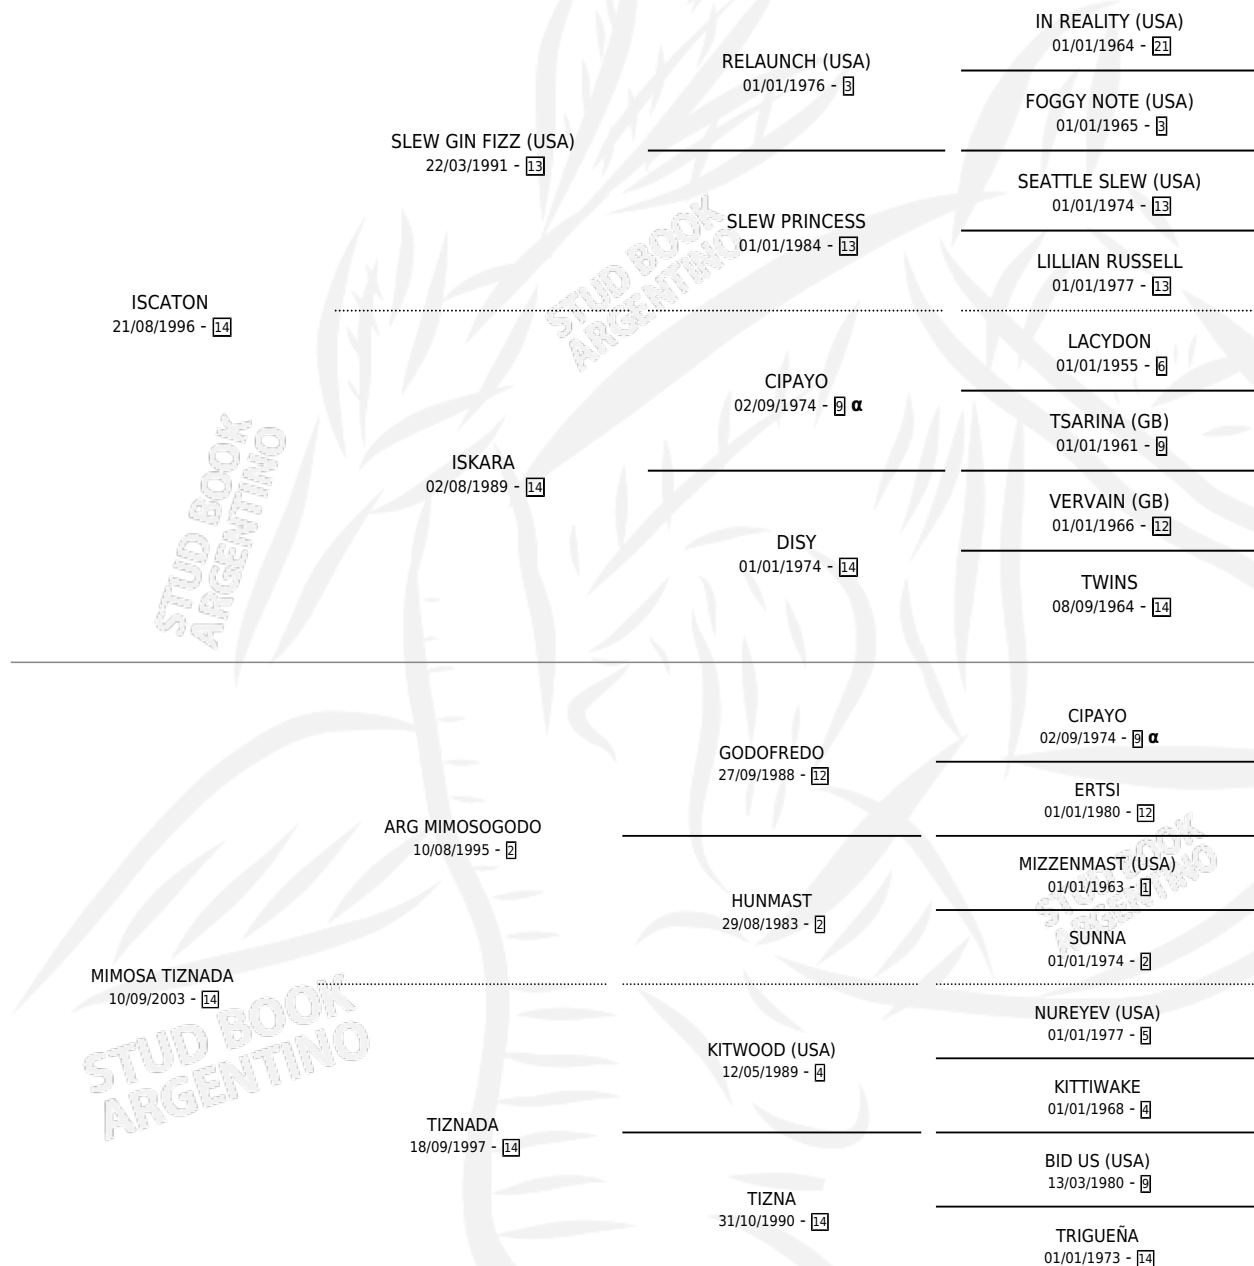 IN REALITY (USA)
01/01/1964 - 21
RELAUNCH (USA)
01/01/1976 - 3
FOGGY NOTE (USA)
01/01/1965 - 3
SLEW GIN FIZZ (USA)
22/03/1991 - 13
SEATTLE SLEW (USA)
01/01/1974 - 13
SLEW PRINCESS
01/01/1984 - 13
LILLIAN RUSSELL
01/01/1977 - 13
STUD BOOK
ARGENTINO
ISCATON
21/08/1996 - 14
LACYDON
01/01/1955 - 6
CIPAYO
02/09/1974 - 9 α
TSARINA (GB)
01/01/1961 - 9
ISKARA
02/08/1989 - 14
VERVAIN (GB)
01/01/1966 - 12
DISY
01/01/1974 - 14
TWINS
08/09/1964 - 14
STUD BOOK
ARGENTINO
CIPAYO
02/09/1974 - 9 α
GODOFREDO
27/09/1988 - 12
ERTSI
01/01/1980 - 12
ARG MIMOSOGODO
10/08/1995 - 2
MIZZENMAST (USA)
01/01/1963 - 1
HUNMAST
29/08/1983 - 2
SUNNA
01/01/1974 - 2
STUD BOOK
ARGENTINO
MIMOSA TIZNADA
10/09/2003 - 14
NUREYEV (USA)
01/01/1977 - 5
KITWOOD (USA)
12/05/1989 - 4
KITTIWAKE
01/01/1968 - 4
STUD BOOK
ARGENTINO
TIZNADA
18/09/1997 - 14
BID US (USA)
13/03/1980 - 9
TIZNA
31/10/1990 - 14
TRIGUEÑA
01/01/1973 - 14